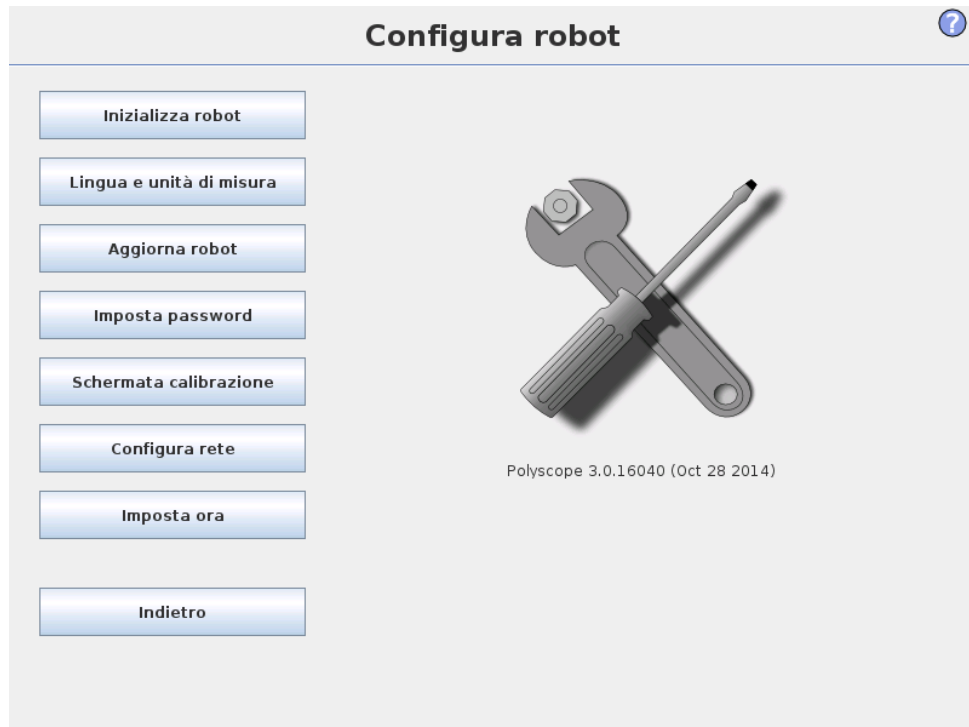 Configura robot
?
Inizializza robot
Lingua e unità di misura
Aggiorna robot
Imposta password
Schermata calibrazione
Configura rete
Imposta ora
Indietro
Polyscope 3.0.16040 (Oct 28 2014)